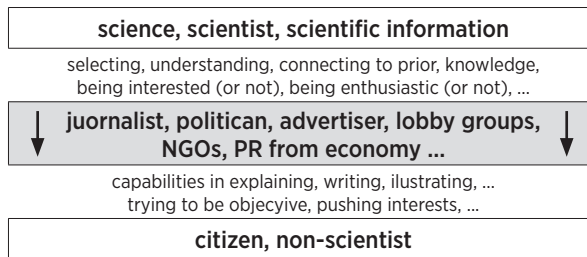 science, scientist, scientific information
selecting, understanding, connecting to prior, knowledge,
being interested (or not), being enthusiastic (or not), ...
juornalist, politican, advertiser, lobby groups,
NGOs, PR from economy ...
capabilities in explaining, writing, ilustrating, ...
trying to be objecyive, pushing interests, ...
citizen, non-scientist